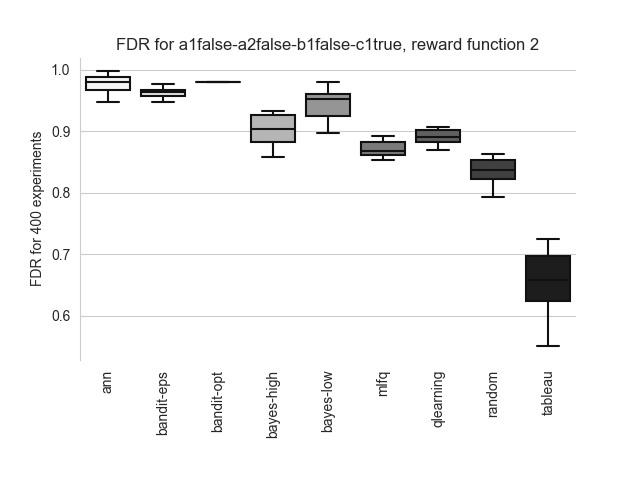 FDR for a1false-a2false-b1false-c1true, reward function 2
FDR for 400 experiments
1.0
0.9
0.8
0.7
0.6
ann
bandit-eps
bandit-opt
bayes-high
bayes-low
mlfq
qlearning
random
tableau